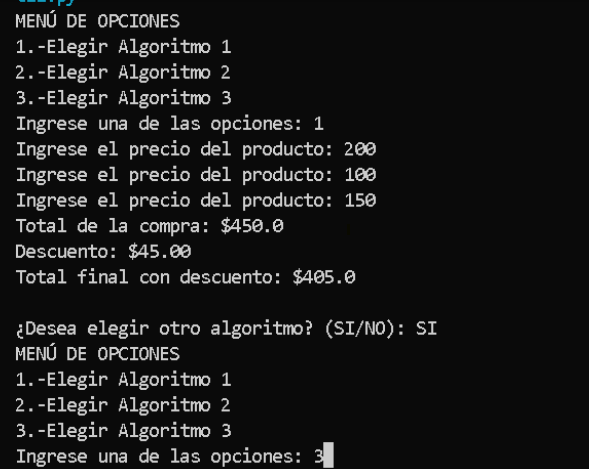 MENÚ DE OPCIONES
1.-Elegir Algoritmo 1
2.-Elegir Algoritmo 2
3.-Elegir Algoritmo 3
Ingrese una de las opciones: 1
Ingrese el precio del producto: 200
Ingrese el precio del producto: 100
Ingrese el precio del producto: 150
Total de la compra: $450.0
Descuento: $45.00
Total final con descuento: $405.0
¿Desea elegir otro algoritmo? (SI/NO): SI
MENÚ DE OPCIONES
1.-Elegir Algoritmo 1
2.-Elegir Algoritmo 2
3.-Elegir Algoritmo 3
Ingrese una de las opciones: 3